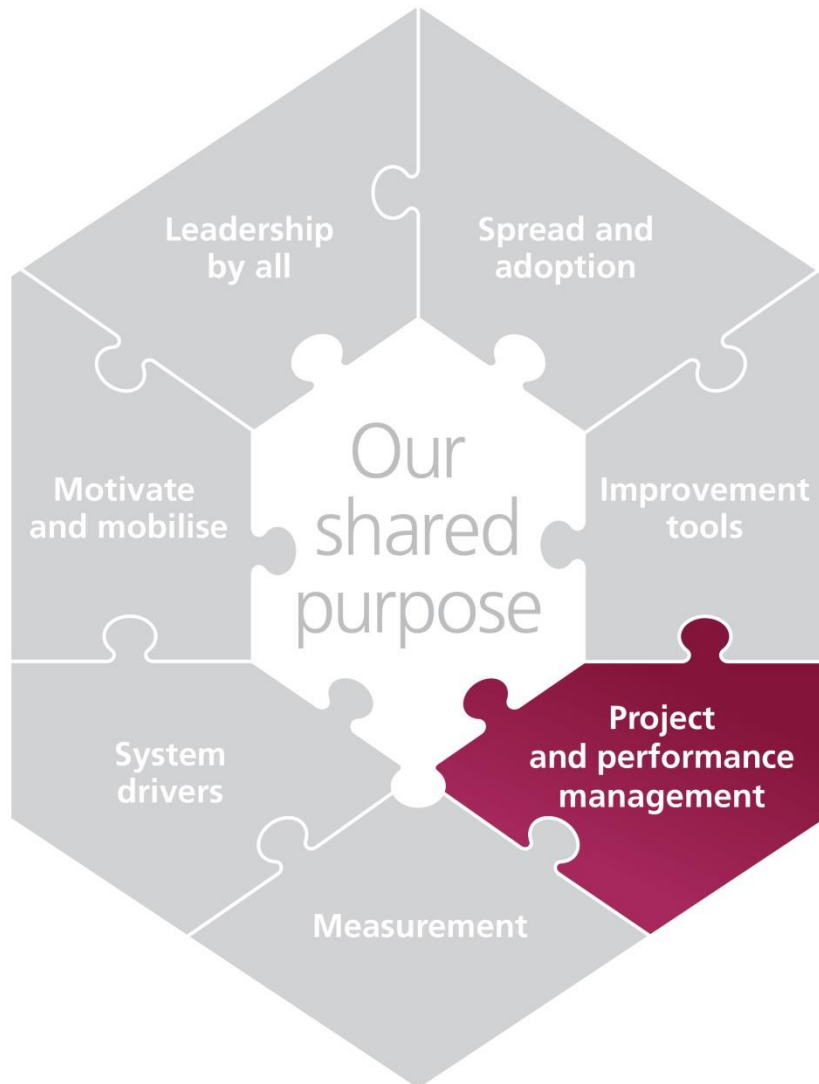 Leadership
by all
Spread and
adoption
Motivate
and mobilise
Our
shared
purpose
Improvement
tools
System
drivers
Project
and performance
management
Measurement